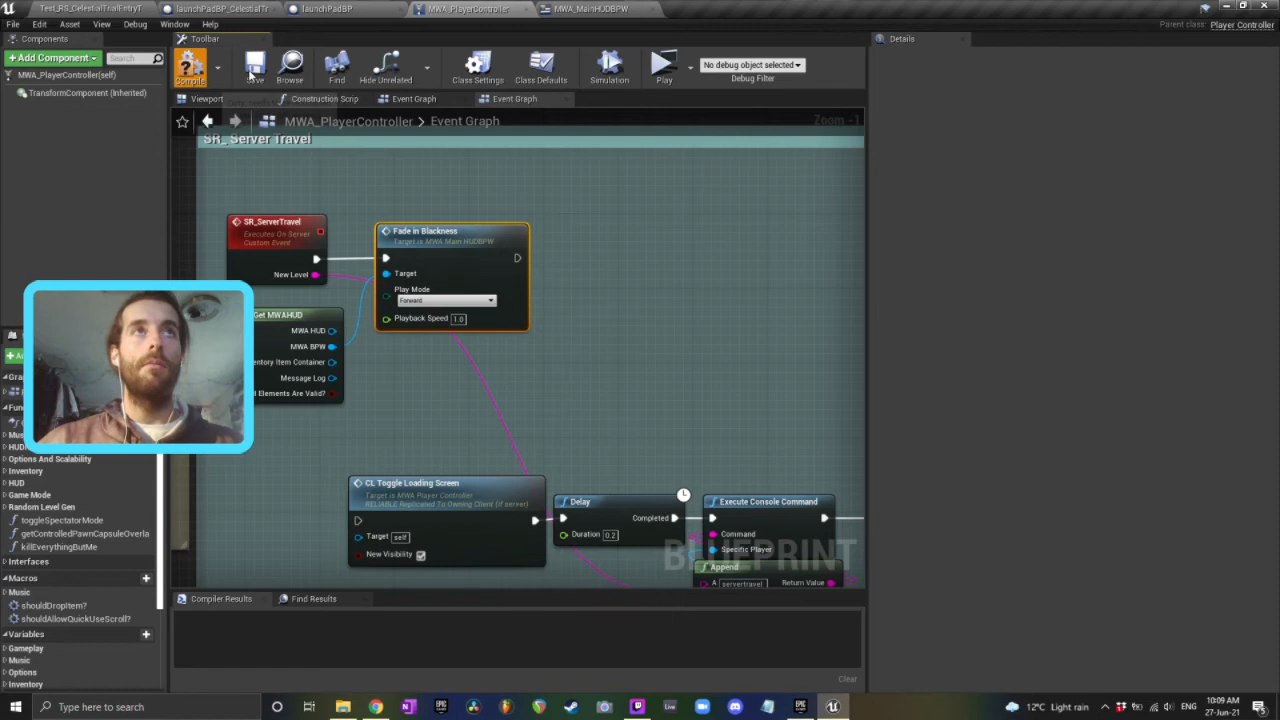 Test_RS_CelestialTrialEntryT
launchPadBP_CelestialTr
launchPadBP
MWA_PlayerController
MWA_MainHUDBPW
File Edit Asset View Debug Window Help
Parent class: Player Controller
Components
Toolbar
Details
+Add Component
Search
Compile
Save
Browse
Find
Hide Unrelated
Class Settings
Class Defaults
Simulation
Play
No debug object selected
Debug Filter
MWA_PlayerController(self)
TransformComponent (Inherited)
Viewport
Construction Scrip
Event Graph
Event Graph
MWA_PlayerController > Event Graph
Zoom -1
SR_ Server Travel
SR_ServerTravel
Executes On Server
Custom Event
New Level
Fade in Blackness
Target is MWA Main HUDBPW
Target
Play Mode
Forward
Playback Speed 1.0
Get MWAHUD
MWA HUD
MWA BPW
Inventory Item Container
Message Log
All Elements Are Valid?
CL Toggle Loading Screen
Target is MWA Player Controller
RELIABLE Replicated To Owning Client (if server)
Target self
New Visibility
Delay
Completed
Duration 0.2
Execute Console Command
Command
Specific Player
BLUEPRINT
Append
A servertravel
Return Value
HUD
Options And Scalability
Inventory
HUD
Game Mode
Random Level Gen
toggleSpectatorMode
getControlledPawnCapsuleOverla
killEverythingButMe
Interfaces
Macros
Music
shouldDropItem?
shouldAllowQuickUseScroll?
Variables
Gameplay
Music
Options
Inventory
Compiler Results
Find Results
Clear
Type here to search
12°C Light rain
ENG
10:09 AM
27-Jun-21